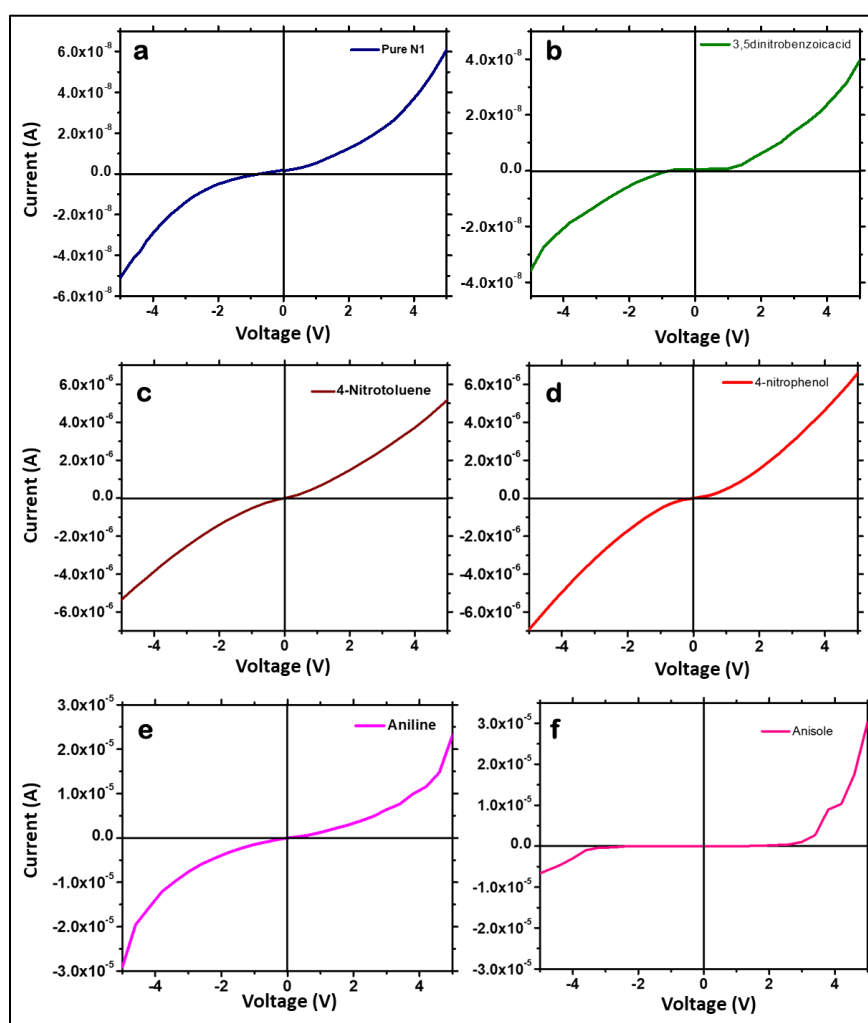 a
Pure N1
6.0x10⁻⁸
4.0x10⁻⁸
2.0x10⁻⁸
0.0
-2.0x10⁻⁸
-4.0x10⁻⁸
-6.0x10⁻⁸
-4 -2 0 2 4
Current (A)
Voltage (V)
b
3,5dinitrobenzoicacid
4.0x10⁻⁸
2.0x10⁻⁸
0.0
-2.0x10⁻⁸
-4.0x10⁻⁸
-4 -2 0 2 4
Voltage (V)
c
4-Nitrotoluene
6.0x10⁻⁶
4.0x10⁻⁶
2.0x10⁻⁶
0.0
-2.0x10⁻⁶
-4.0x10⁻⁶
-6.0x10⁻⁶
-4 -2 0 2 4
Current (A)
Voltage (V)
d
4-nitrophenol
6.0x10⁻⁶
4.0x10⁻⁶
2.0x10⁻⁶
0.0
-2.0x10⁻⁶
-4.0x10⁻⁶
-6.0x10⁻⁶
-4 -2 0 2 4
Voltage (V)
e
Aniline
3.0x10⁻⁵
2.0x10⁻⁵
1.0x10⁻⁵
0.0
-1.0x10⁻⁵
-2.0x10⁻⁵
-3.0x10⁻⁵
-4 -2 0 2 4
Current (A)
Voltage (V)
f
Anisole
3.0x10⁻⁵
2.0x10⁻⁵
1.0x10⁻⁵
0.0
-1.0x10⁻⁵
-2.0x10⁻⁵
-3.0x10⁻⁵
-4 -2 0 2 4
Voltage (V)